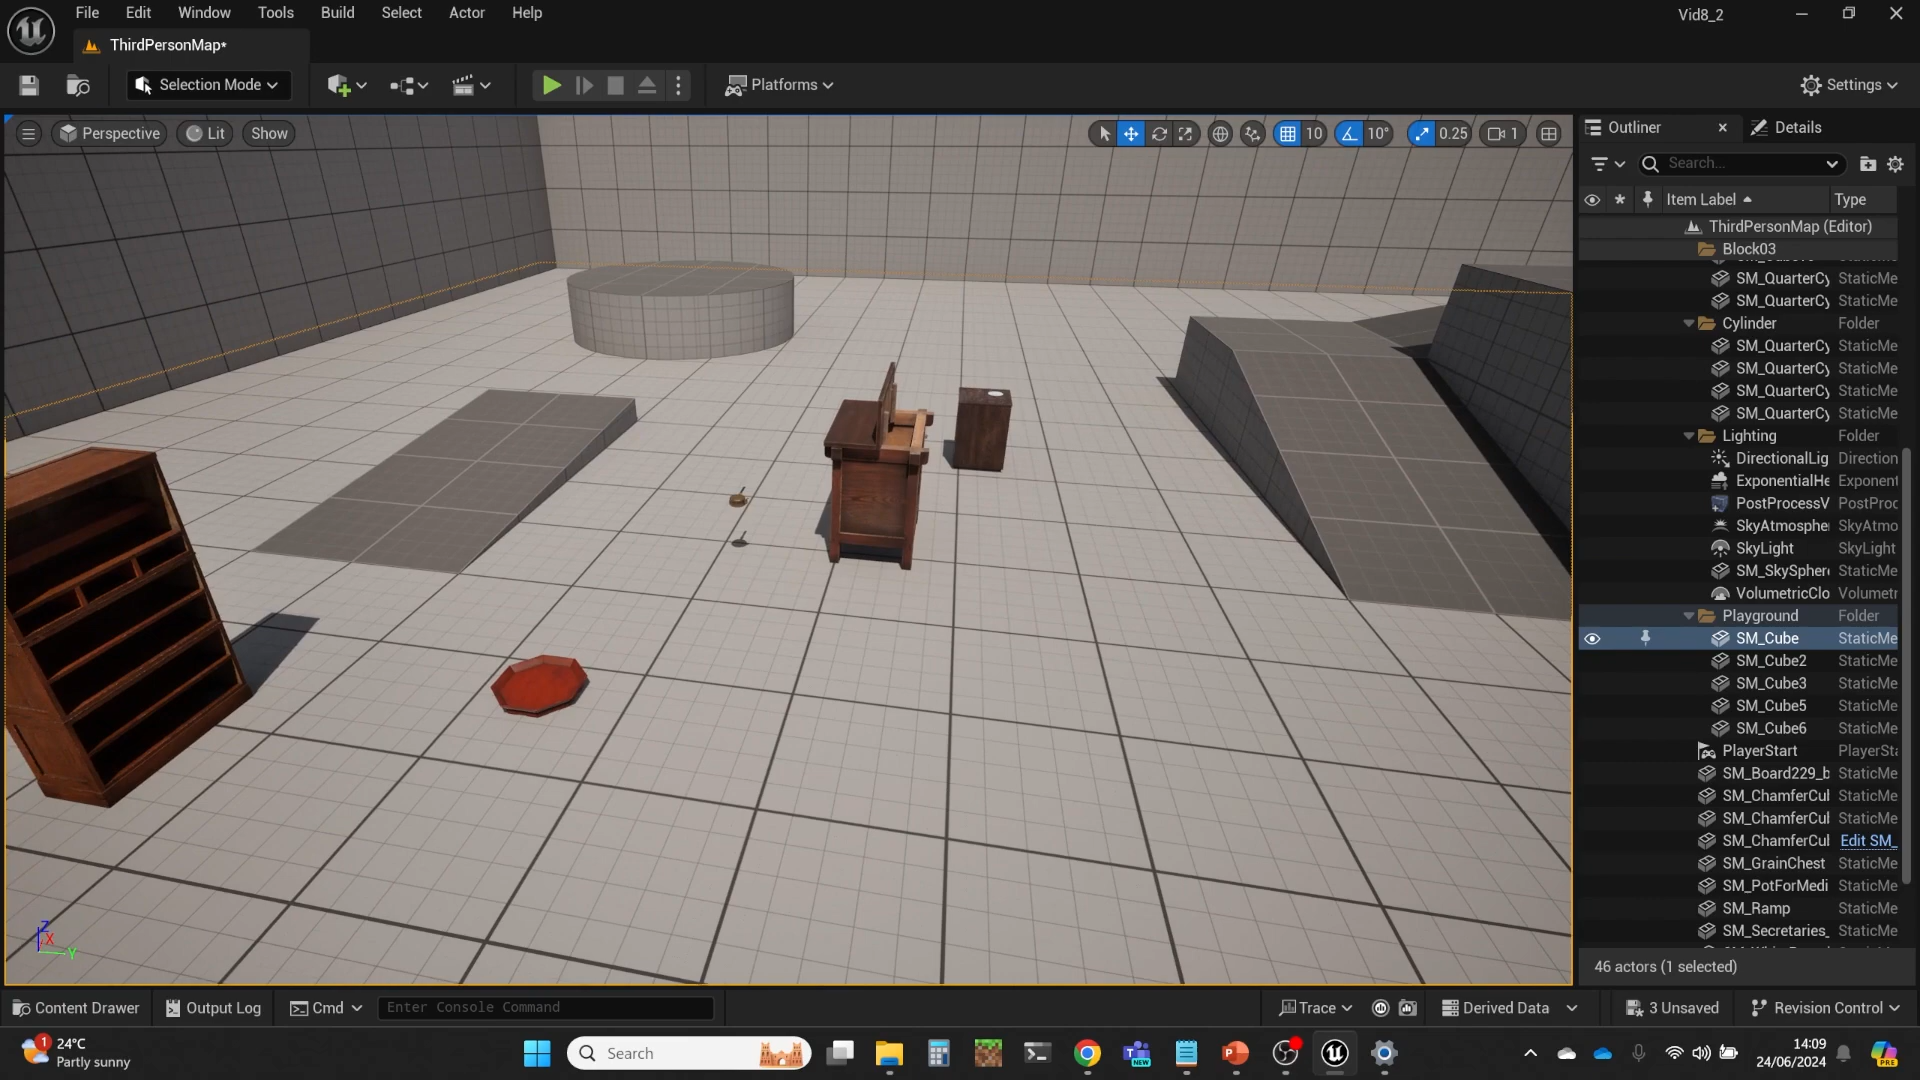 File Edit Window Tools Build Select Actor Help
Vid8_2
ThirdPersonMap*
Selection Mode
Platforms
Settings
Perspective Lit Show
10 10° 0.25 1
Outliner Details
Search...
Item Label Type
ThirdPersonMap (Editor)
Block03
SM_QuarterCy StaticMe
SM_QuarterCy StaticMe
Cylinder Folder
SM_QuarterCy StaticMe
SM_QuarterCy StaticMe
SM_QuarterCy StaticMe
SM_QuarterCy StaticMe
Lighting Folder
DirectionalLig Direction
ExponentialHe Exponent
PostProcessV PostProc
SkyAtmosphe SkyAtmo
SkyLight SkyLight
SM_SkySpher StaticMe
VolumetricClo Volumetr
Playground Folder
SM_Cube StaticMe
SM_Cube2 StaticMe
SM_Cube3 StaticMe
SM_Cube5 StaticMe
SM_Cube6 StaticMe
PlayerStart PlayerSta
SM_Board229_b StaticMe
SM_ChamferCul StaticMe
SM_ChamferCul StaticMe
SM_ChamferCul Edit SM_
SM_GrainChest StaticMe
SM_PotForMedi StaticMe
SM_Ramp StaticMe
SM_Secretaries_ StaticMe
46 actors (1 selected)
Z
X
Y
Content Drawer Output Log Cmd Enter Console Command Trace Derived Data 3 Unsaved Revision Control
1
24°C
Partly sunny
Search
NEW
14:09
24/06/2024
PRE